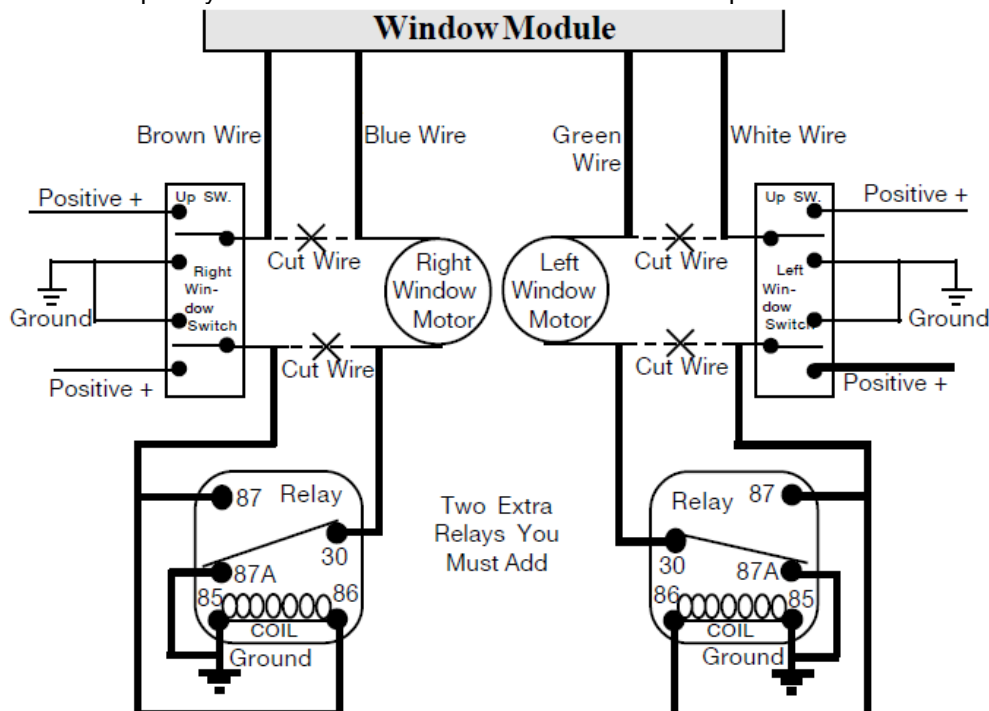 Window Module
Brown Wire
Blue Wire
Green
Wire
White Wire
Positive +
Up SW.
Up SW.
Positive +
Cut Wire
Cut Wire
Right
Win-
dow
Switch
Right
Window
Motor
Left
Window
Motor
Left
Win-
dow
Switch
Ground
Ground
Cut Wire
Cut Wire
Positive +
Positive +
87
Relay
30
87A
85
86
COIL
Ground
Two Extra
Relays You
Must Add
Relay
87
30
87A
86
85
COIL
Ground